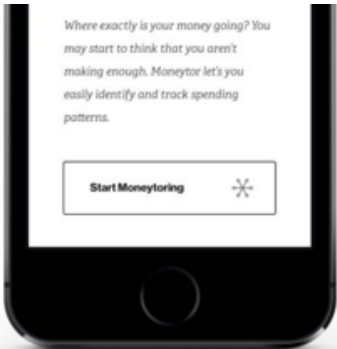 Where exactly is your money going? You
may start to think that you aren't
making enough. Moneytor let's you
easily identify and track spending
patterns.
Start Moneytoring